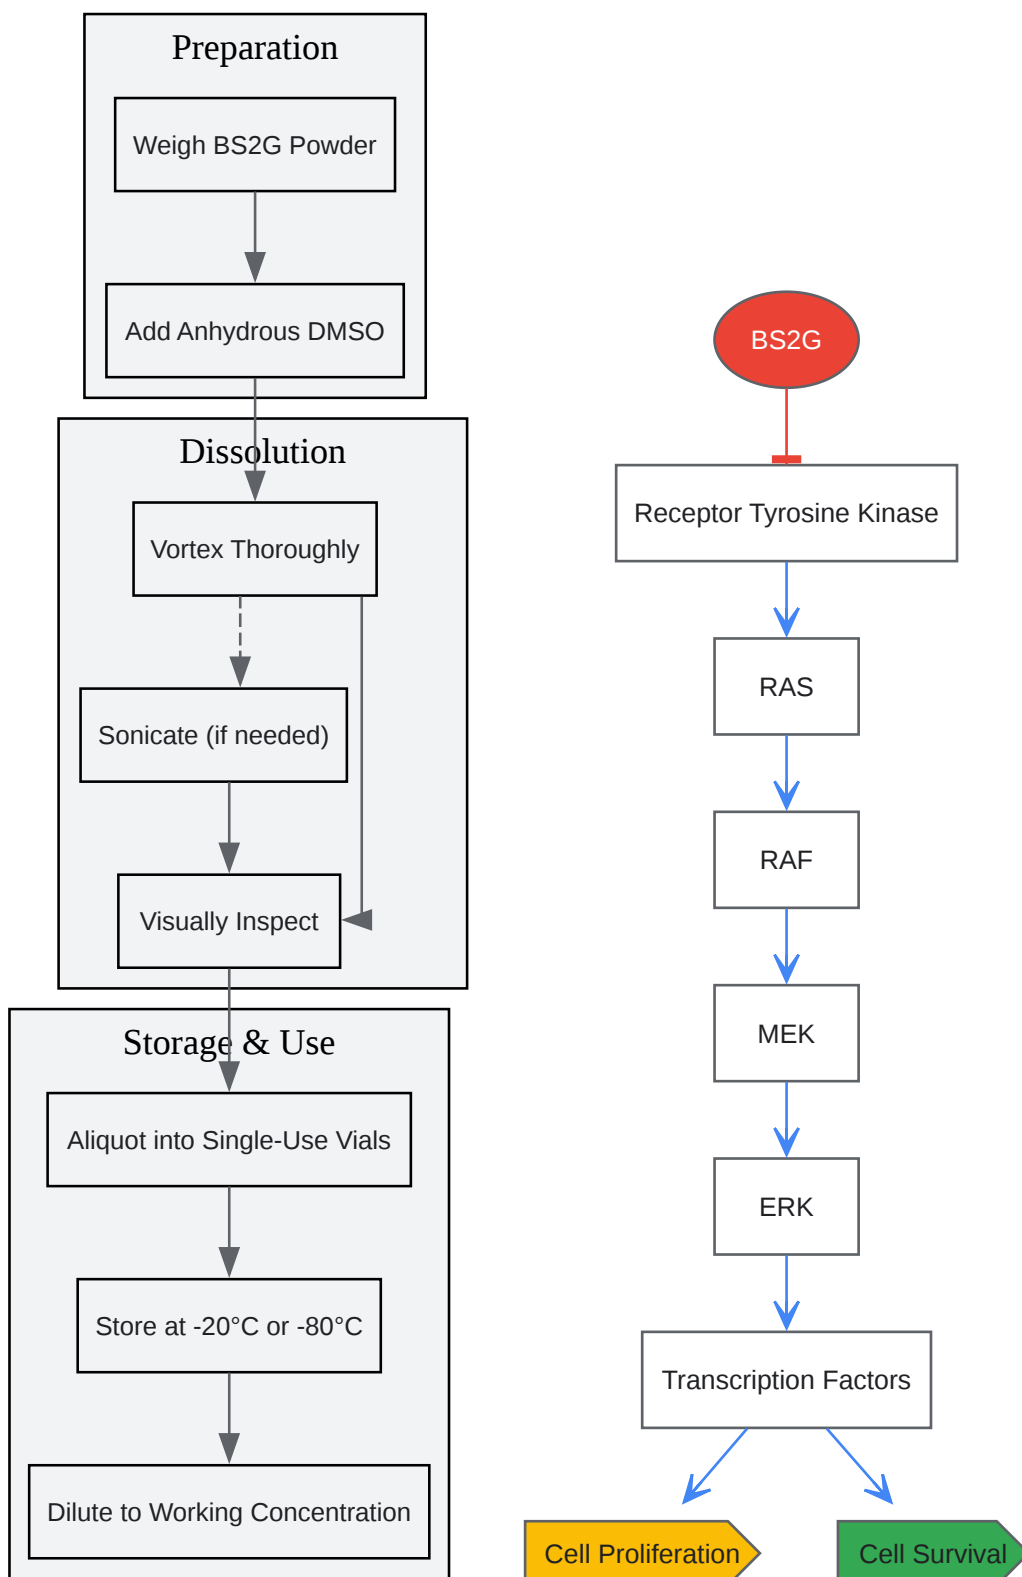 Preparation
Weigh BS2G Powder
Add Anhydrous DMSO
Dissolution
Vortex Thoroughly
Sonicate (if needed)
Visually Inspect
Storage & Use
Aliquot into Single-Use Vials
Store at -20°C or -80°C
Dilute to Working Concentration
BS2G
Receptor Tyrosine Kinase
RAS
RAF
MEK
ERK
Transcription Factors
Cell Proliferation
Cell Survival